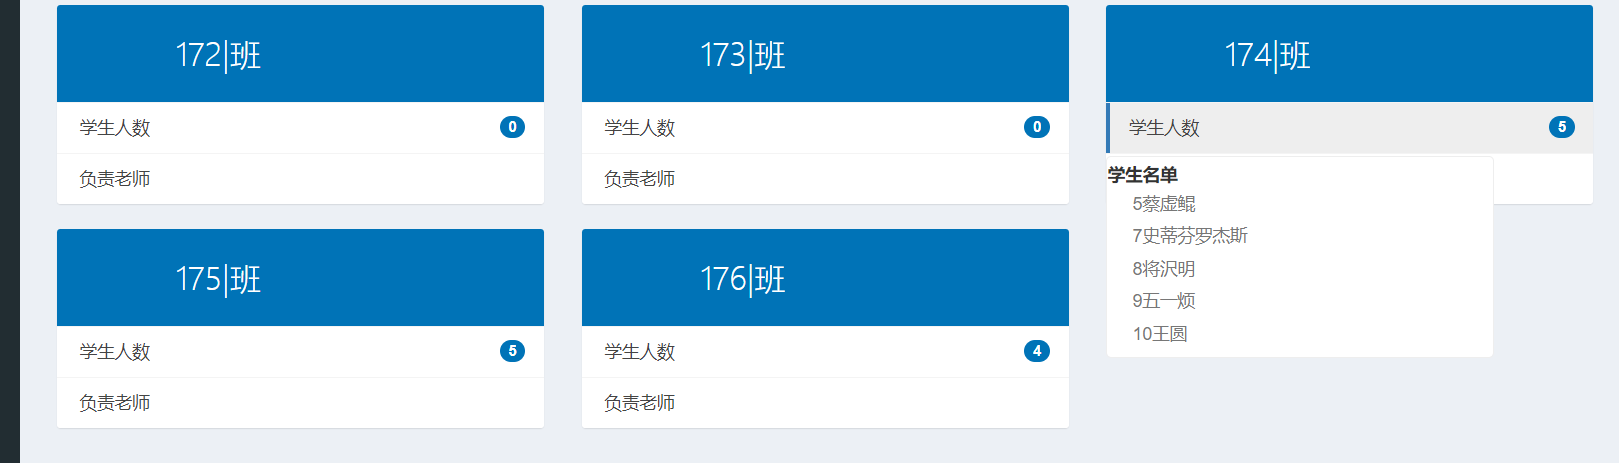 172|班
学生人数 0
负责老师
173|班
学生人数 0
负责老师
174|班
学生人数 5
学生名单
5蔡虚鲲
7史蒂芬罗杰斯
8将沢明
9五一烦
10王圆
175|班
学生人数 5
负责老师
176|班
学生人数 4
负责老师